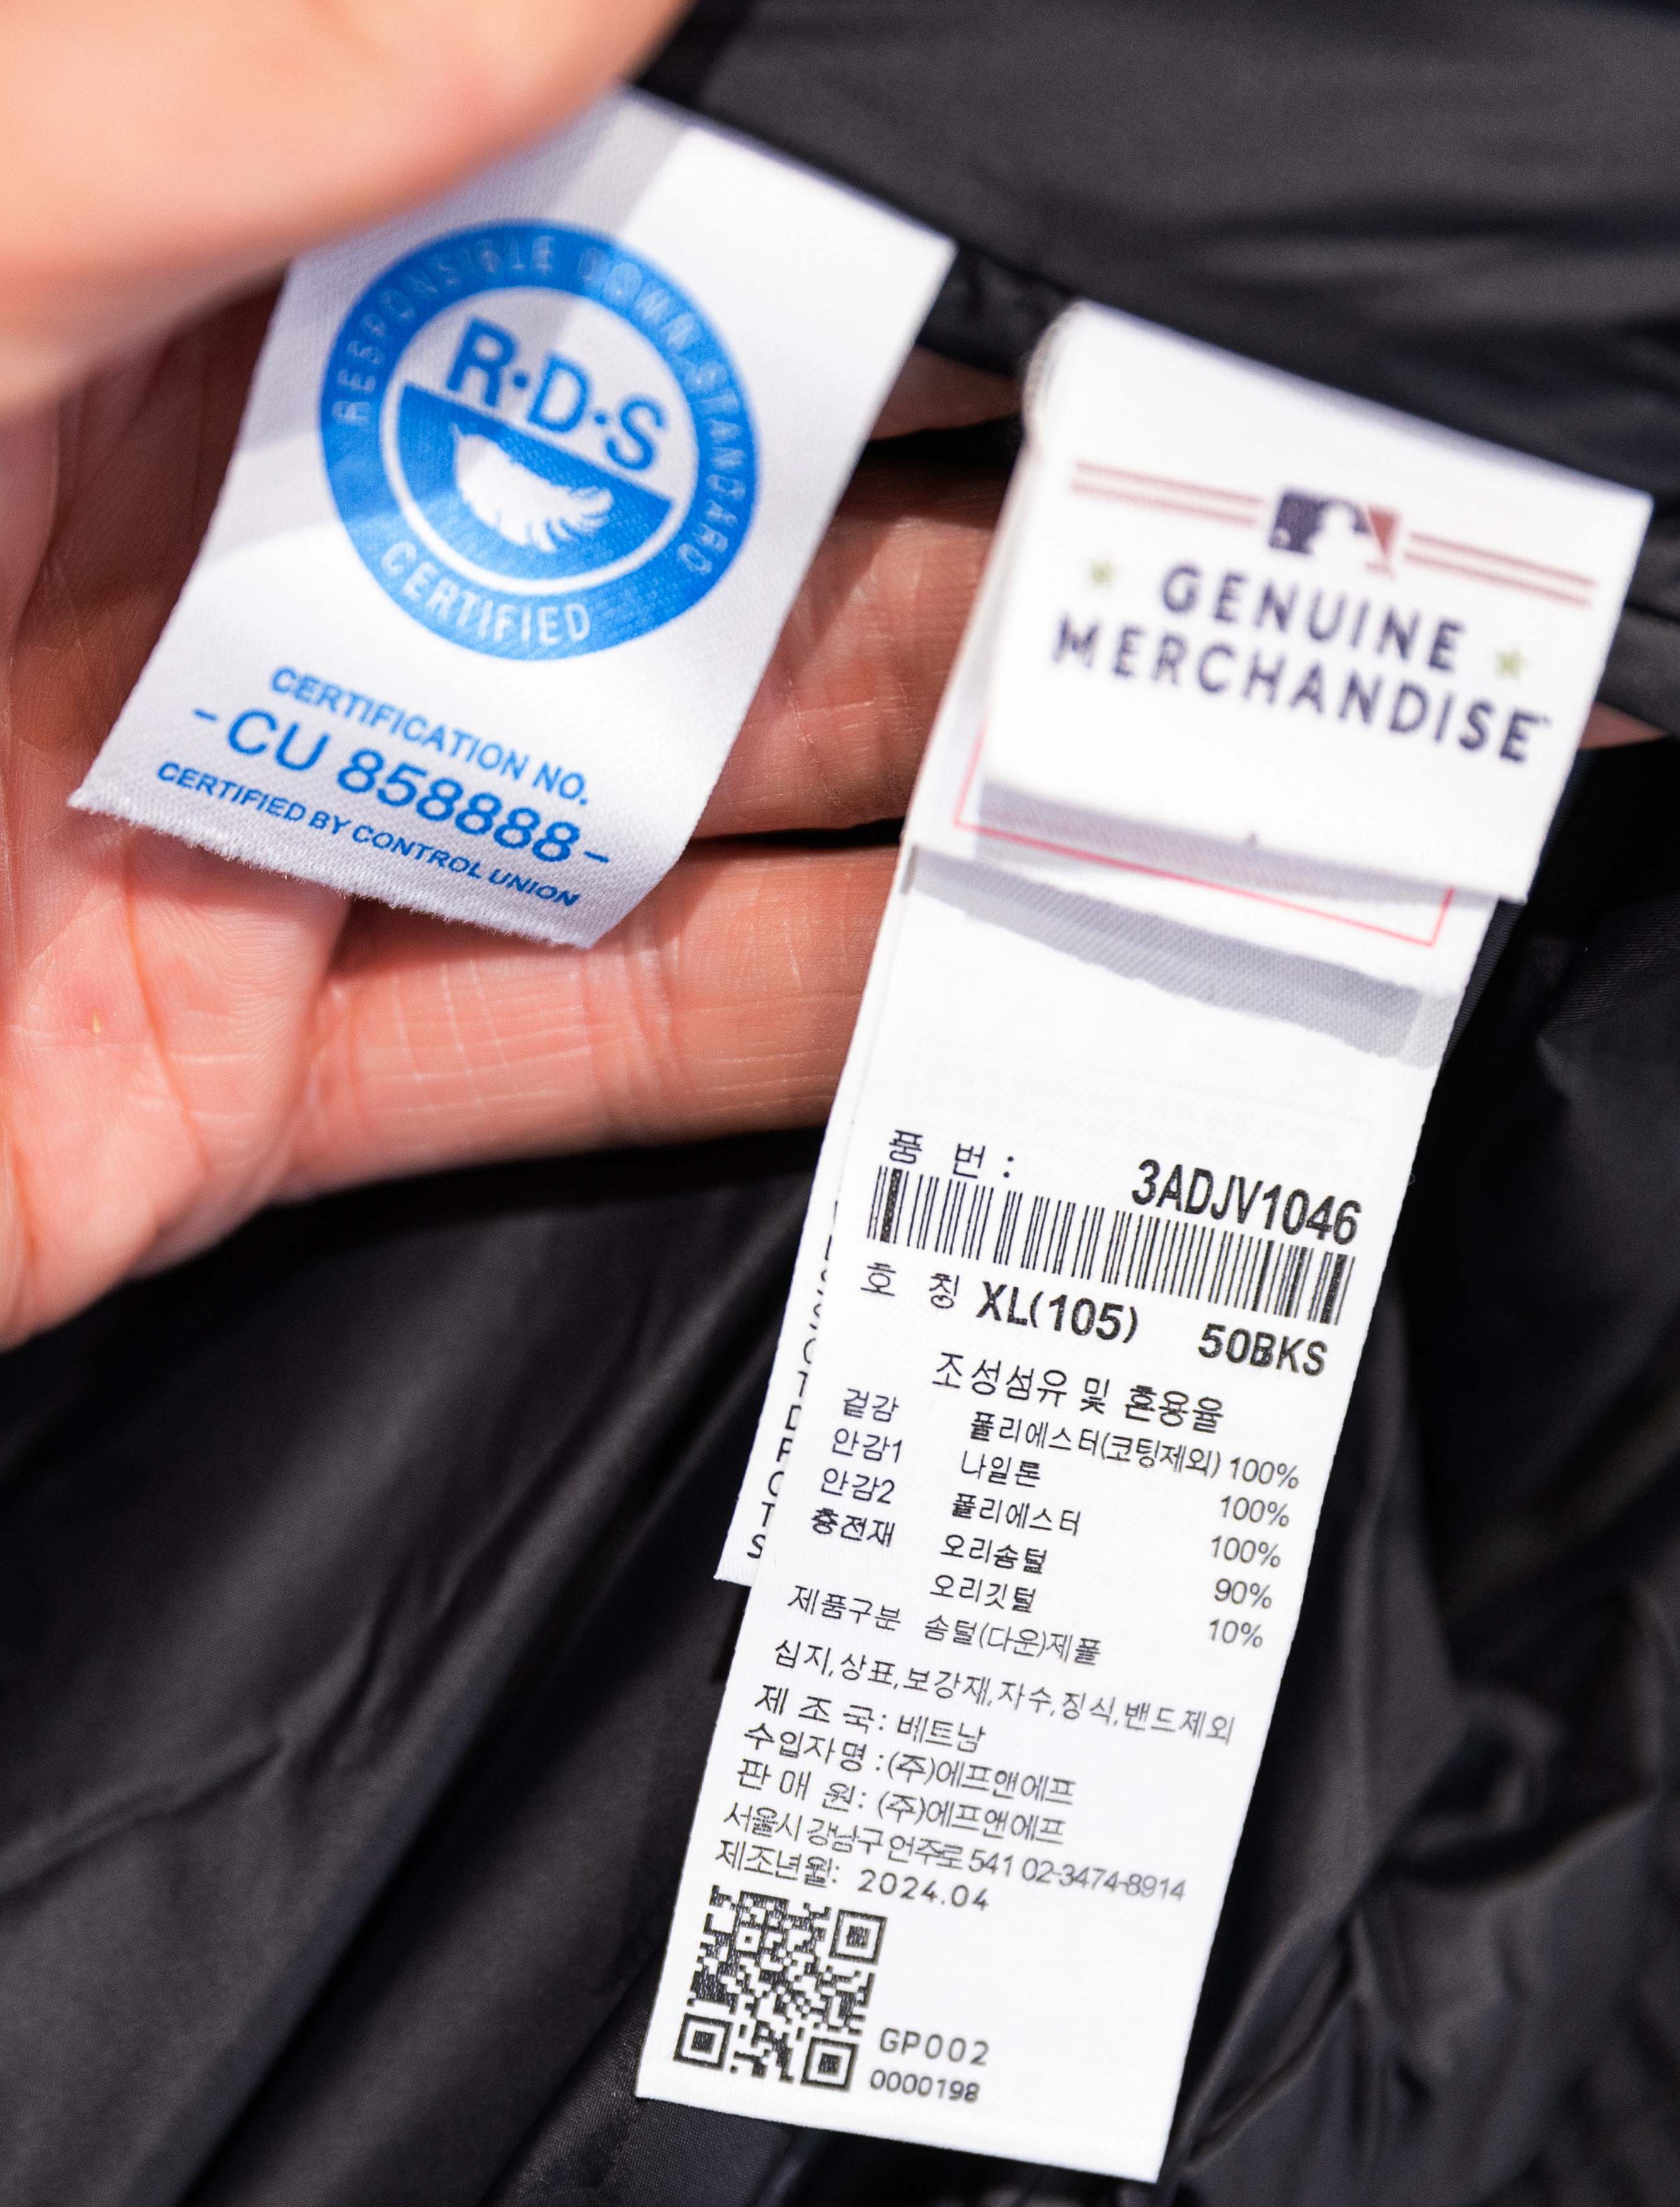 RESPONSIBLE DOWN STANDARD
R·D·S
CERTIFIED
CERTIFICATION NO.
- CU 858888 -
CERTIFIED BY CONTROL UNION
GENUINE
MERCHANDISE™
품 번 : 3ADJV1046
호 칭 XL(105) 50BKS
조성섬유 및 혼용율
겉감 폴리에스터(코팅제외) 100%
안감1 나일론 100%
안감2 폴리에스터 100%
충전재 오리솜털 90%
오리깃털 10%
제품구분 솜털(다운)제품
심지,상표,보강재,자수,장식,밴드제외
제 조 국: 베트남
수입자명 :(주)에프앤에프
판 매 원: (주)에프앤에프
서울시 강남구 언주로 541 02-3474-8914
제조년월: 2024.04
GP002
0000198